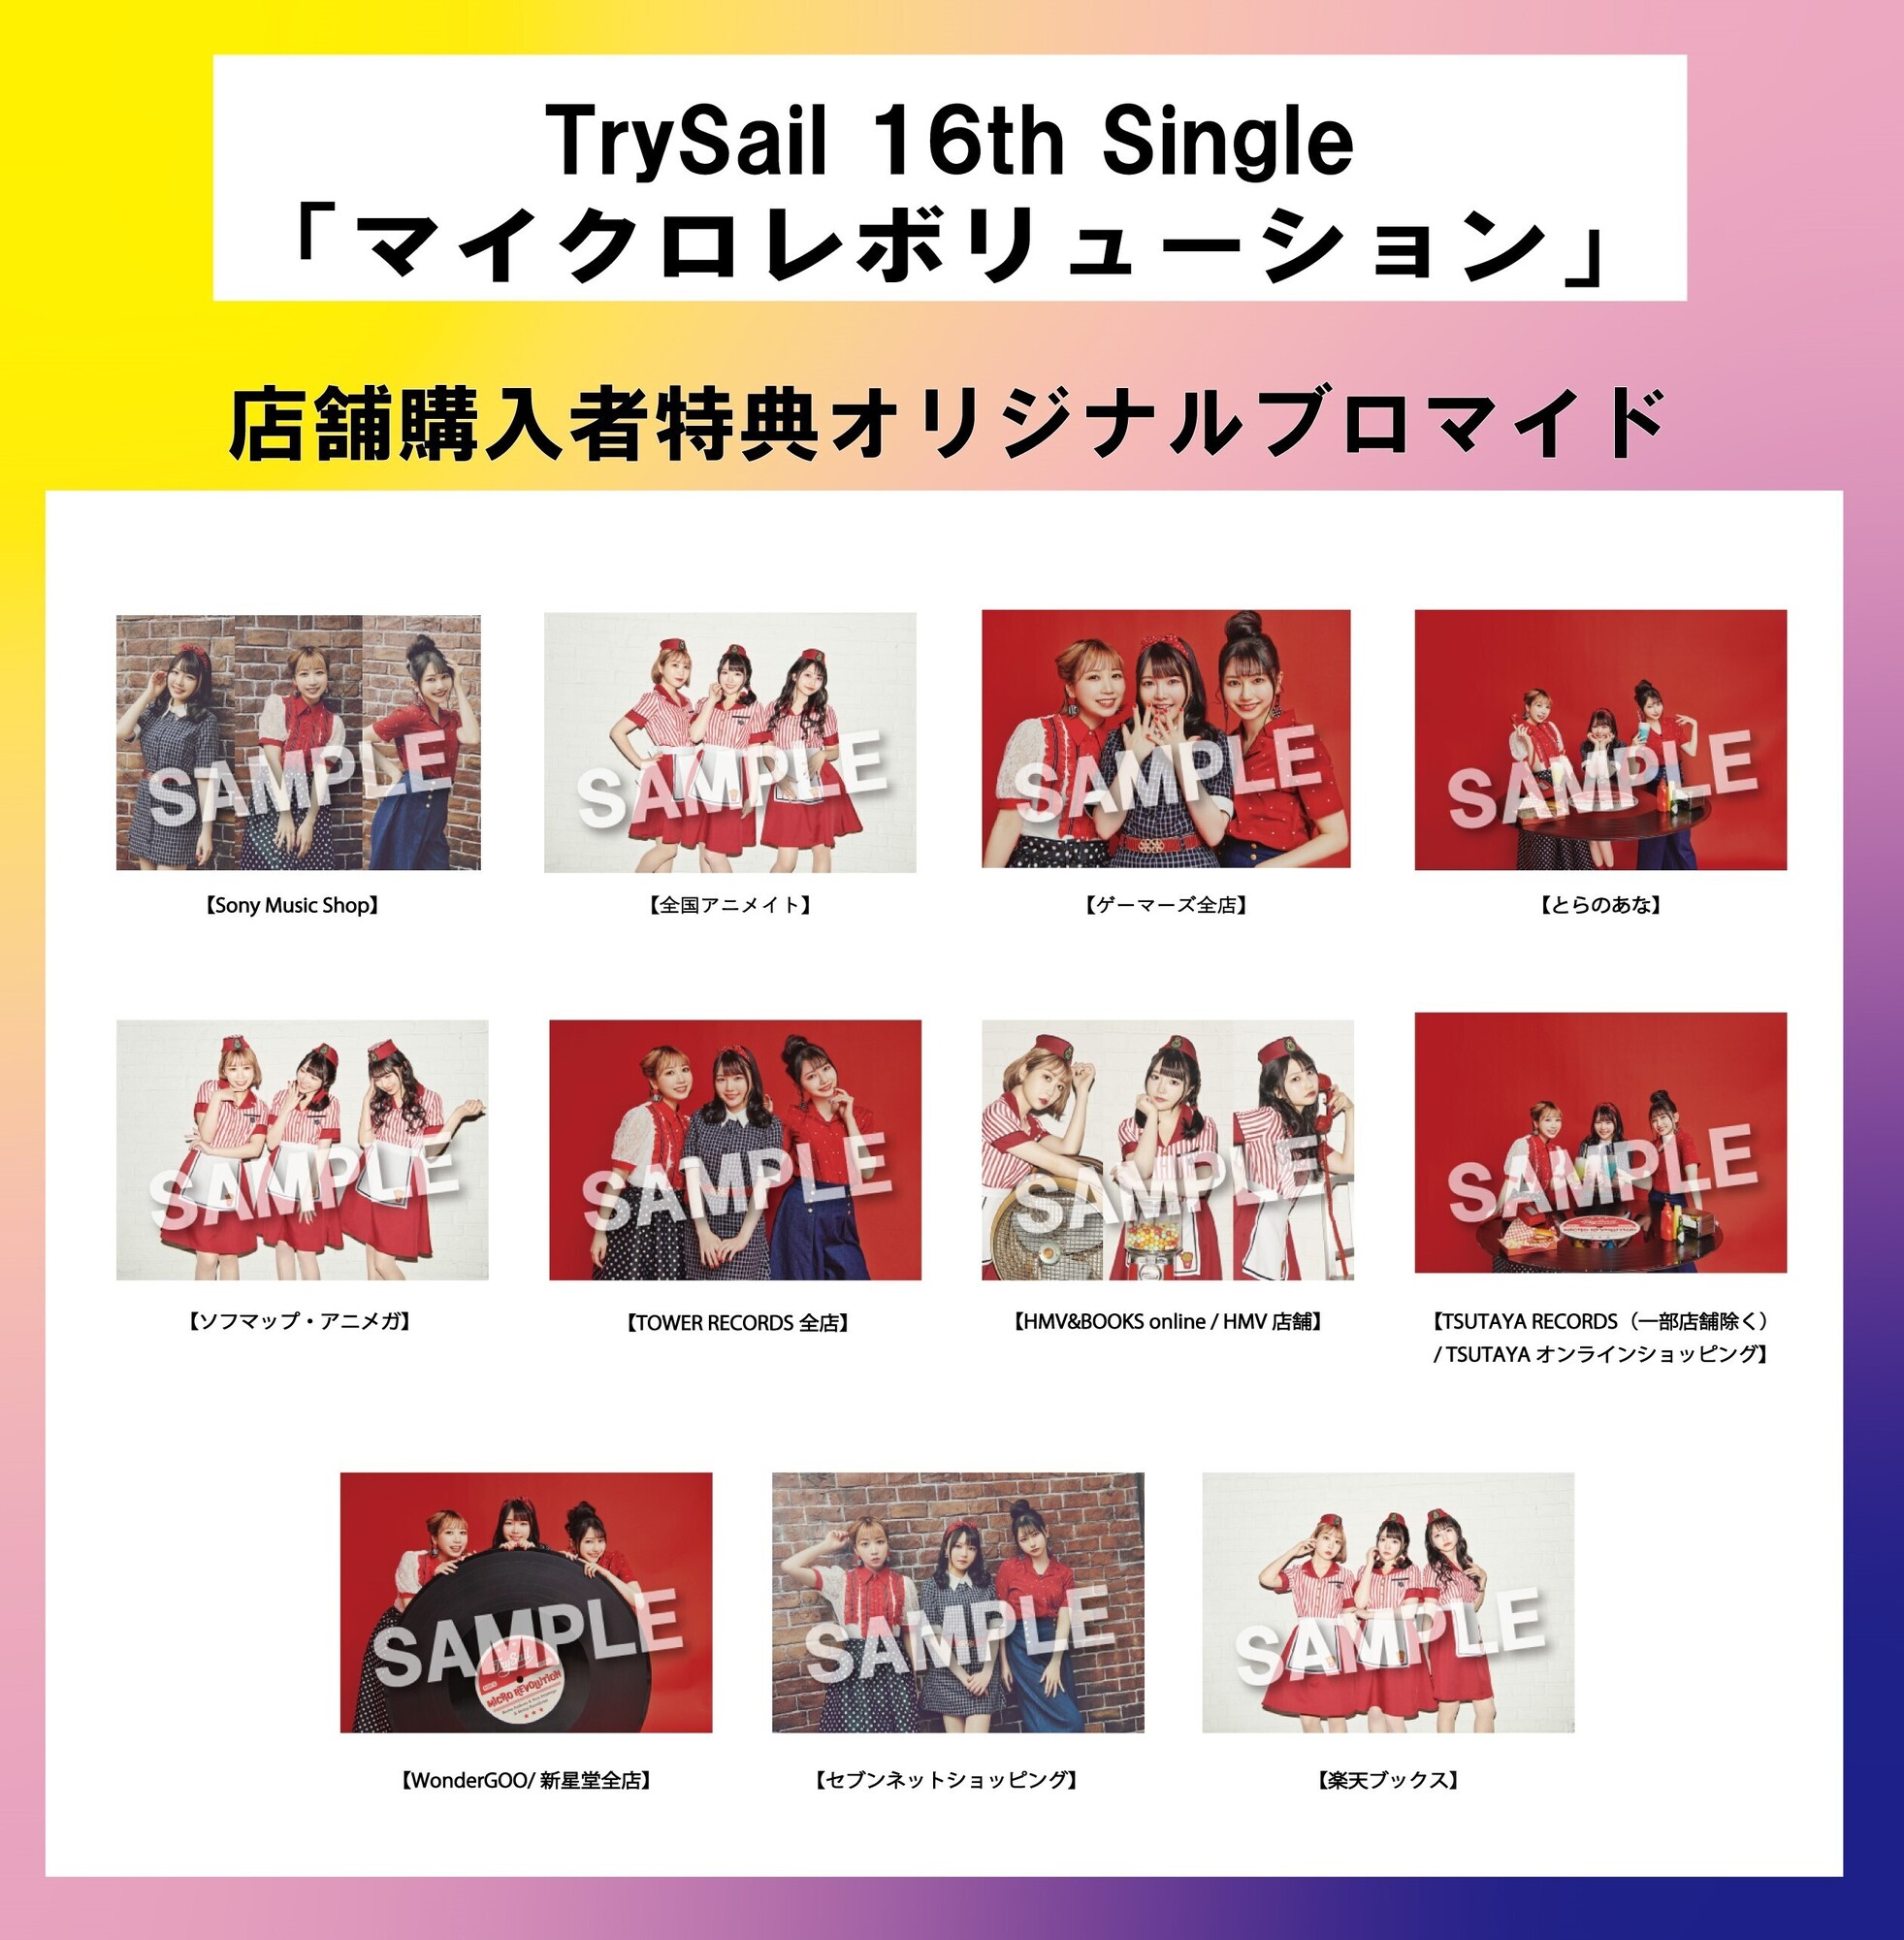 TrySail 16th Single
「マイクロレボリューション」
店舗購入者特典オリジナルブロマイド
SAMPLE
SAMPLE
SAMPLE
SAMPLE
【Sony Music Shop】
【全国アニメイト】
【ゲーマーズ全店】
【とらのあな】
SAMPLE
SAMPLE
SAMPLE
SAMPLE
【ソフマップ・アニメガ】
【TOWER RECORDS 全店】
【HMV&BOOKS online / HMV 店舗】
【TSUTAYA RECORDS（一部店舗除く）
/ TSUTAYA オンラインショッピング】
SAMPLE
TrySail
MICRO REVOLUTION
SAMPLE
SAMPLE
【WonderGOO/ 新星堂全店】
【セブンネットショッピング】
【楽天ブックス】